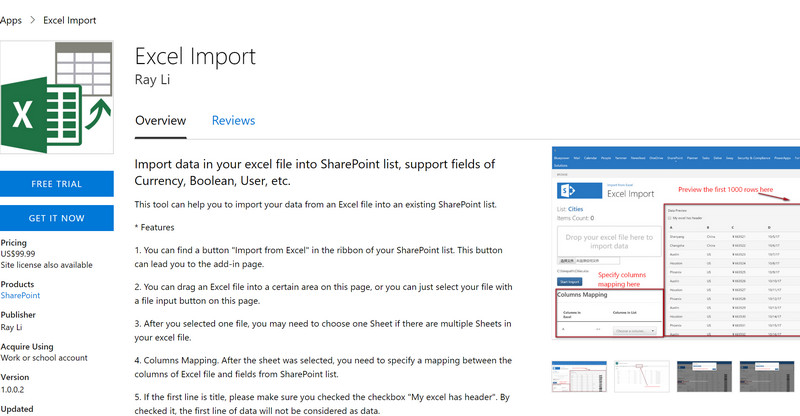 Apps > Excel Import
Excel Import
Ray Li
Overview Reviews
FREE TRIAL
GET IT NOW
Pricing
US$99.99
Site license also available
Products
SharePoint
Publisher
Ray Li
Acquire Using
Work or school account
Version
1.0.0.2
Updated
Import data in your excel file into SharePoint list, support fields of
Currency, Boolean, User, etc.
This tool can help you to import your data from an Excel file into an existing SharePoint list.
* Features
1. You can find a button "Import from Excel" in the ribbon of your SharePoint list. This button
can lead you to the add-in page.
2. You can drag an Excel file into a certain area on this page, or you can just select your file with
a file input button on this page.
3. After you selected one file, you may need to choose one Sheet if there are multiple Sheets in
your excel file.
4. Columns Mapping. After the sheet was selected, you need to specify a mapping between the
columns of Excel file and fields from SharePoint list.
5. If the first line is title, please make sure you checked the checkbox "My excel has header". By
checked it, the first line of data will not be considered as data.
Excel Import
List: Cities
Items Count: 0
Drop your excel file here to
import data
Start Import
Specify columns
mapping here
Columns Mapping
Columns in
Excel
Columns in List
Preview the first 1000 rows here
Data Preview
My excel has header
A B C D